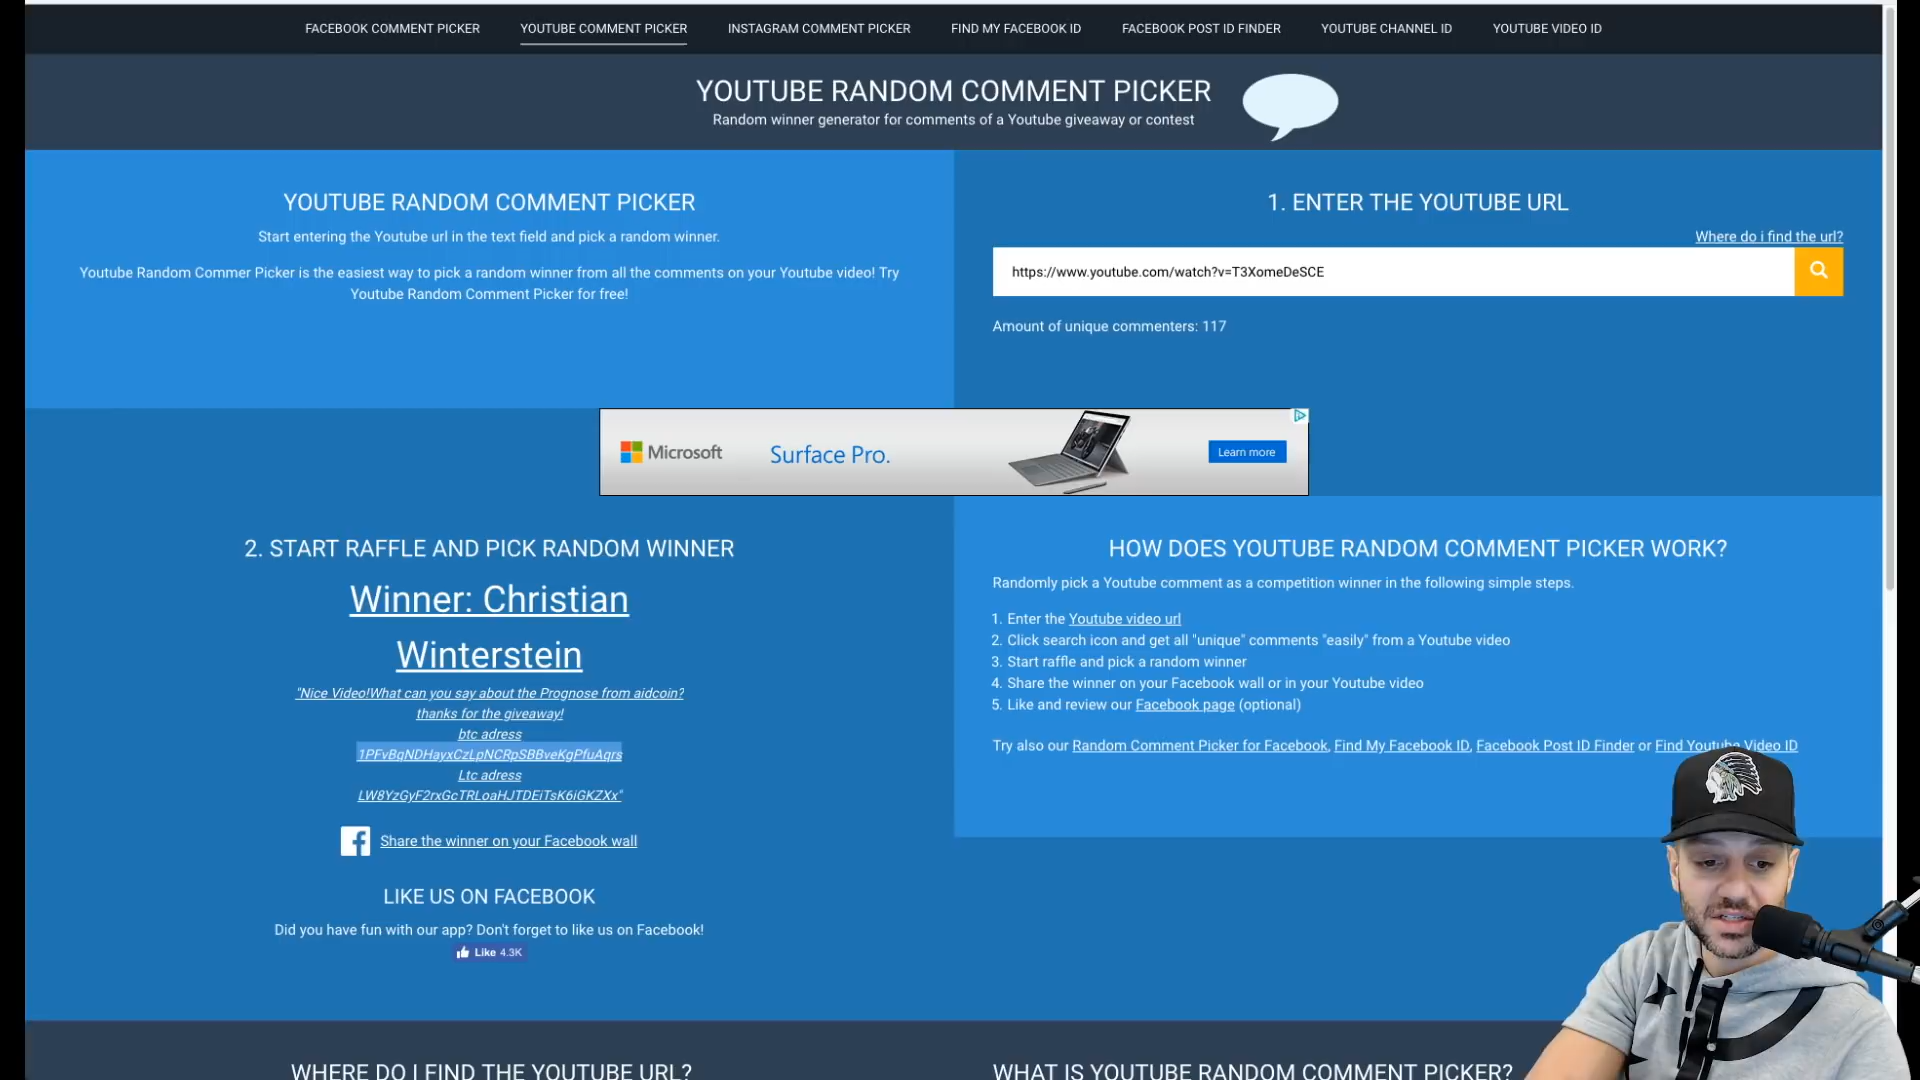 FACEBOOK COMMENT PICKER
YOUTUBE COMMENT PICKER
INSTAGRAM COMMENT PICKER
FIND MY FACEBOOK ID
FACEBOOK POST ID FINDER
YOUTUBE CHANNEL ID
YOUTUBE VIDEO ID
YOUTUBE RANDOM COMMENT PICKER
Random winner generator for comments of a Youtube giveaway or contest
YOUTUBE RANDOM COMMENT PICKER
Start entering the Youtube url in the text field and pick a random winner.
Youtube Random Commer Picker is the easiest way to pick a random winner from all the comments on your Youtube video! Try
Youtube Random Comment Picker for free!
1. ENTER THE YOUTUBE URL
Where do i find the url?
https://www.youtube.com/watch?v=T3XomeDeSCE
Amount of unique commenters: 117
Microsoft
Surface Pro.
Learn more
2. START RAFFLE AND PICK RANDOM WINNER
Winner: Christian
Winterstein
"Nice Video!What can you say about the Prognose from aidcoin?
thanks for the giveaway!
btc adress
1PFvBgNDHayxCzLpNCRpSBBveKgPfuAqrs
Ltc adress
LW8YzGyF2rxGcTRLoaHJTDEiTsK6iGKZXx"
Share the winner on your Facebook wall
LIKE US ON FACEBOOK
Did you have fun with our app? Don't forget to like us on Facebook!
Like 4.3K
HOW DOES YOUTUBE RANDOM COMMENT PICKER WORK?
Randomly pick a Youtube comment as a competition winner in the following simple steps.
1. Enter the Youtube video url
2. Click search icon and get all "unique" comments "easily" from a Youtube video
3. Start raffle and pick a random winner
4. Share the winner on your Facebook wall or in your Youtube video
5. Like and review our Facebook page (optional)
Try also our Random Comment Picker for Facebook, Find My Facebook ID, Facebook Post ID Finder or Find Youtube Video ID
WHERE DO I FIND THE YOUTUBE URL?
WHAT IS YOUTUBE RANDOM COMMENT PICKER?